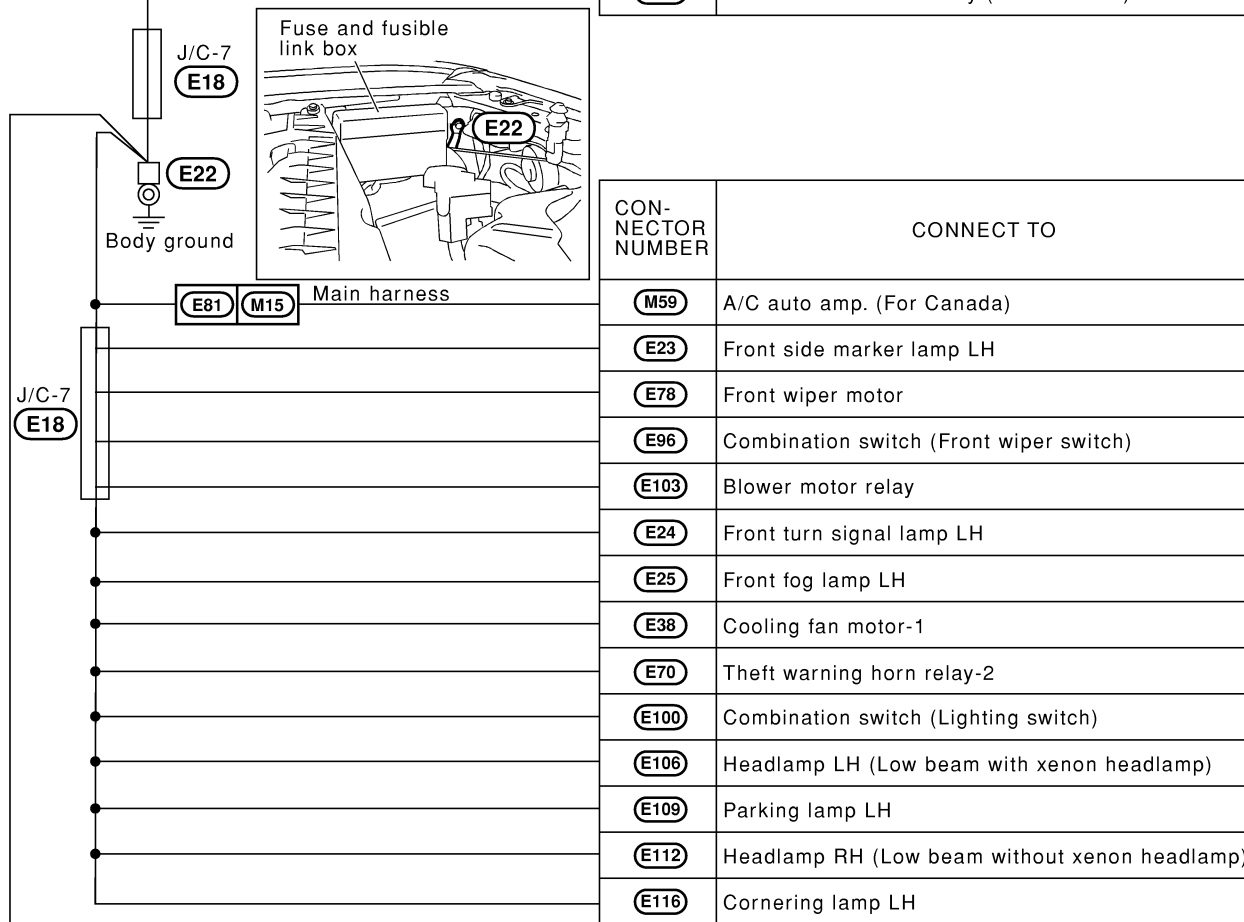 Fuse and fusible
link box
E22
J/C-7
E18
E22
Body ground
E81 M15 Main harness
J/C-7
E18
CON-
NECTOR
NUMBER
CONNECT TO
M59 A/C auto amp. (For Canada)
E23 Front side marker lamp LH
E78 Front wiper motor
E96 Combination switch (Front wiper switch)
E103 Blower motor relay
E24 Front turn signal lamp LH
E25 Front fog lamp LH
E38 Cooling fan motor-1
E70 Theft warning horn relay-2
E100 Combination switch (Lighting switch)
E106 Headlamp LH (Low beam with xenon headlamp)
E109 Parking lamp LH
E112 Headlamp RH (Low beam without xenon headlamp)
E116 Cornering lamp LH